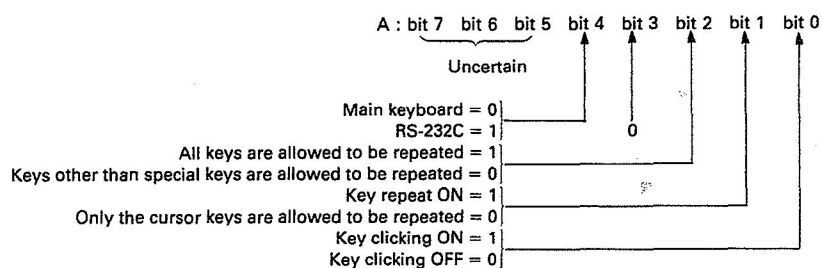 A : bit 7 bit 6 bit 5 bit 4 bit 3 bit 2 bit 1 bit 0
Uncertain
Main keyboard = 0
RS-232C = 1
0
All keys are allowed to be repeated = 1
Keys other than special keys are allowed to be repeated = 0
Key repeat ON = 1
Only the cursor keys are allowed to be repeated = 0
Key clicking ON = 1
Key clicking OFF = 0